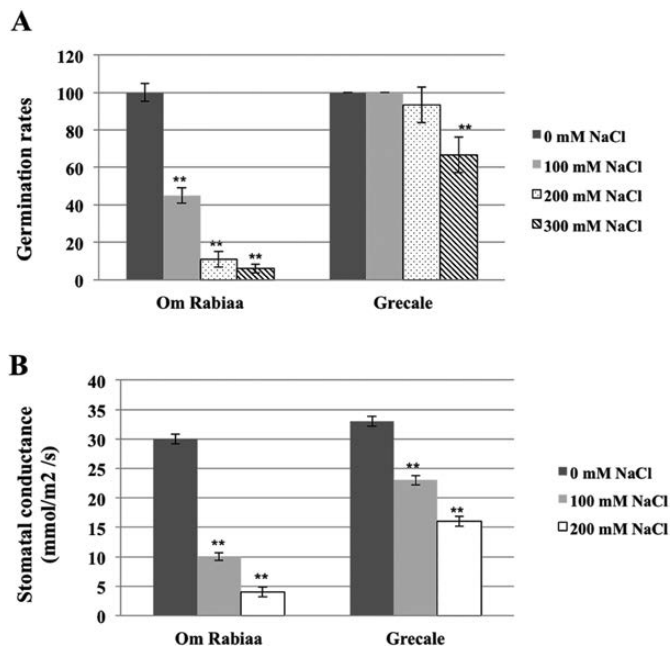 A
Germination rates
120
100
80
60
40
20
0
**
**
**
**
Om Rabiaa
Grecale
0 mM NaCl
100 mM NaCl
200 mM NaCl
300 mM NaCl
B
Stomatal conductance
(mmol/m2 /s)
40
35
30
25
20
15
10
5
0
**
**
**
**
Om Rabiaa
Grecale
0 mM NaCl
100 mM NaCl
200 mM NaCl